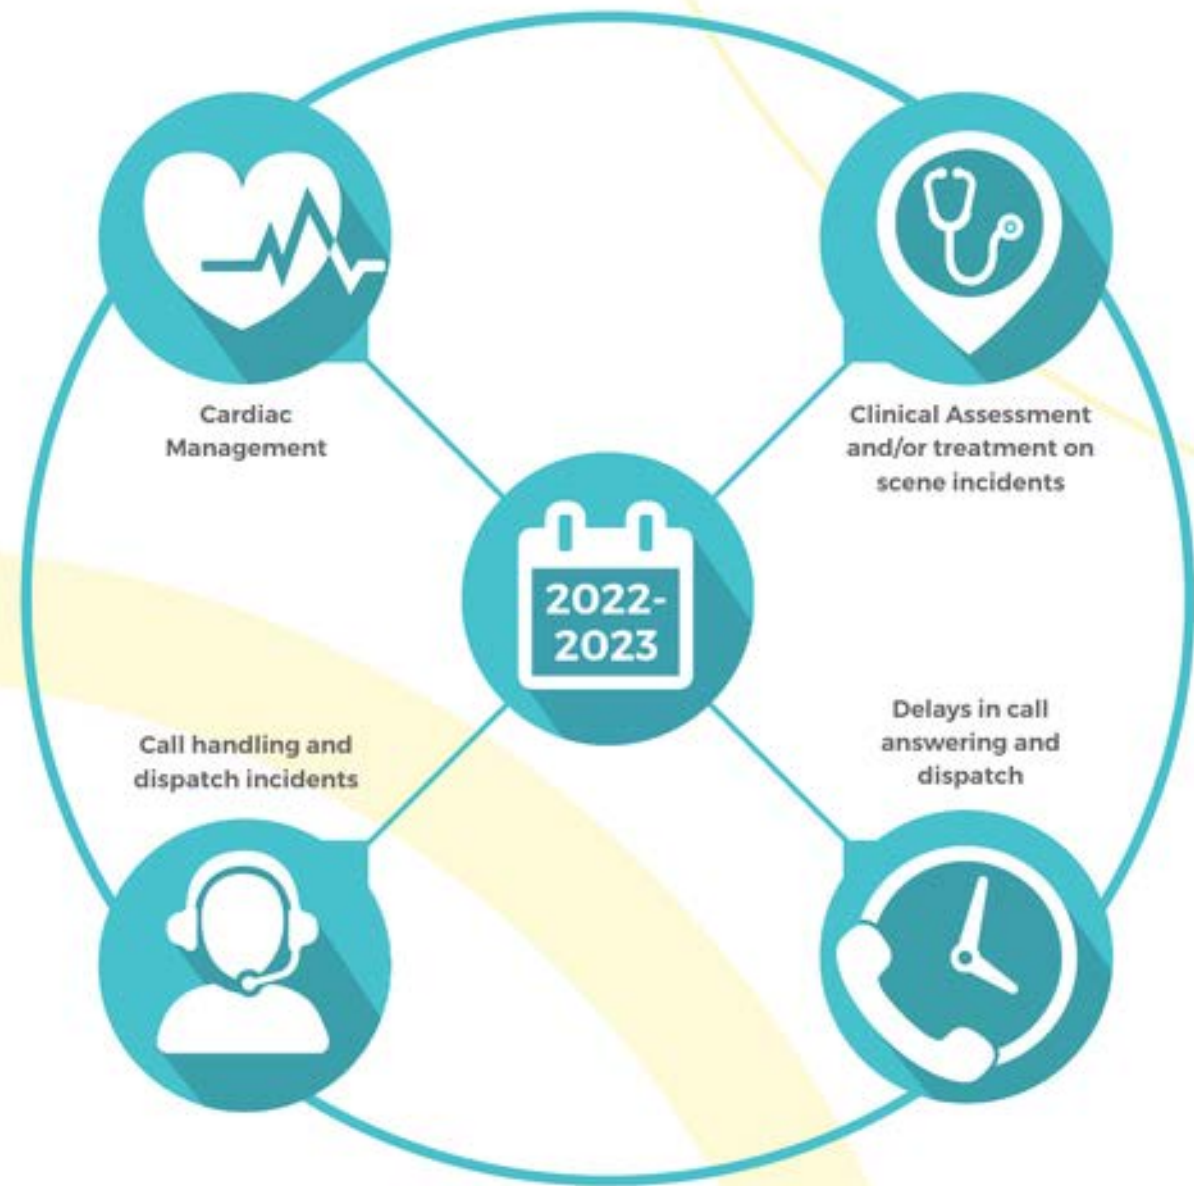 Cardiac
Management
Clinical Assessment
and/or treatment on
scene incidents
2022-
2023
Call handling and
dispatch incidents
Delays in call
answering and
dispatch